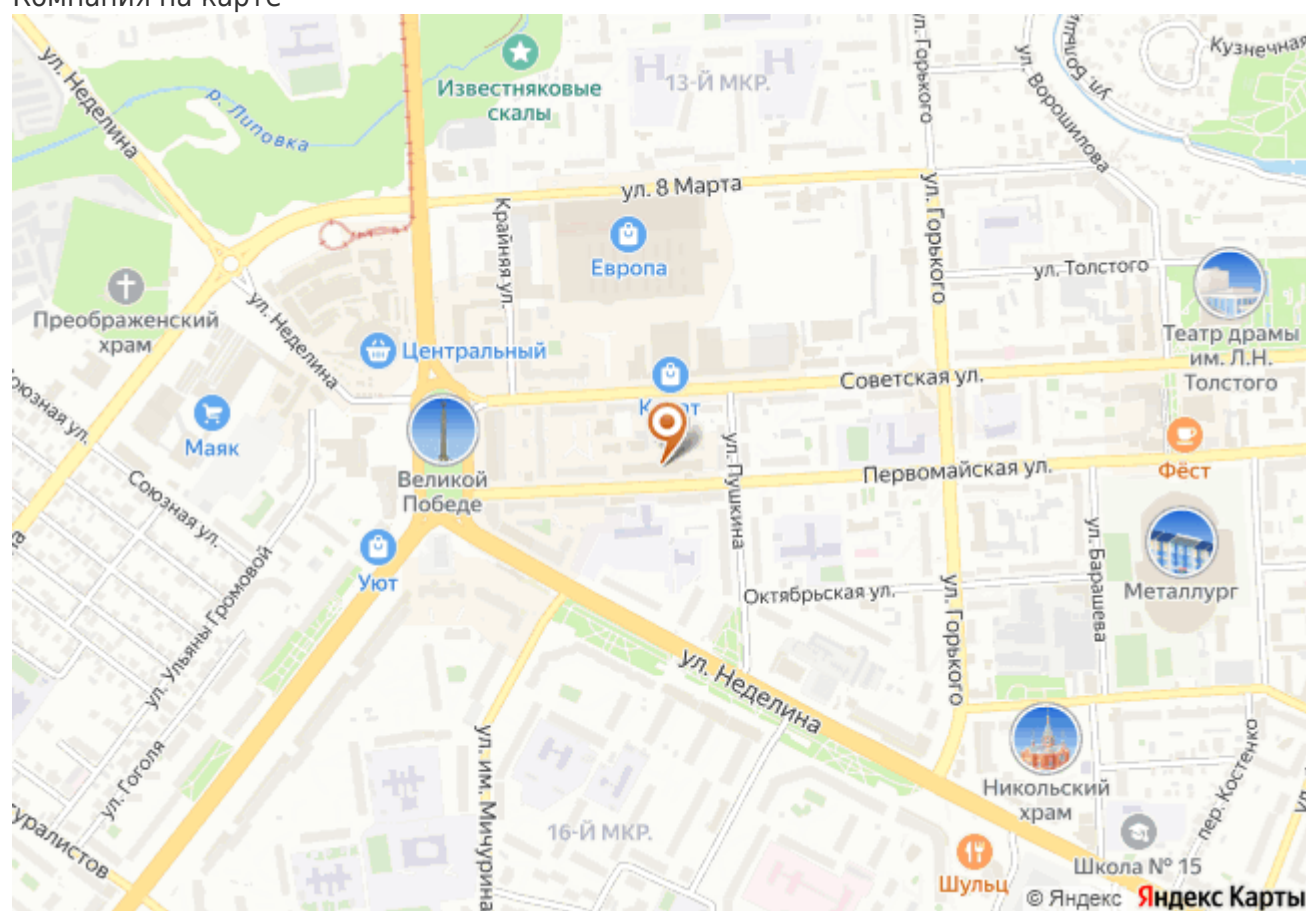 Компания на карте
ул. Неделина
р. Липовка
Известняковые
скалы
13-Й МКР.
ул. Горького
ул. Ворошилова
Кузнечная
ул. 8 Марта
ул. Горького
Крайняя ул.
Европа
ул. Толстого
Преображенский
храм
ул. Неделина
Центральный
Театр драмы
им. Л.Н.
Толстого
Советская ул.
Маяк
Великой
Победе
ул. Пушкина
Первомайская ул.
Фёст
Союзная ул.
Уют
Октябрьская ул.
ул. Барашева
Металлург
ул. Ульяны Громовой
ул. Горького
ул. Неделина
ул. Гоголя
ул. им. Мичурина
16-Й МКР.
Никольский
храм
пер. Костенко
Школа № 15
Шульц
© Яндекс Яндекс Карты